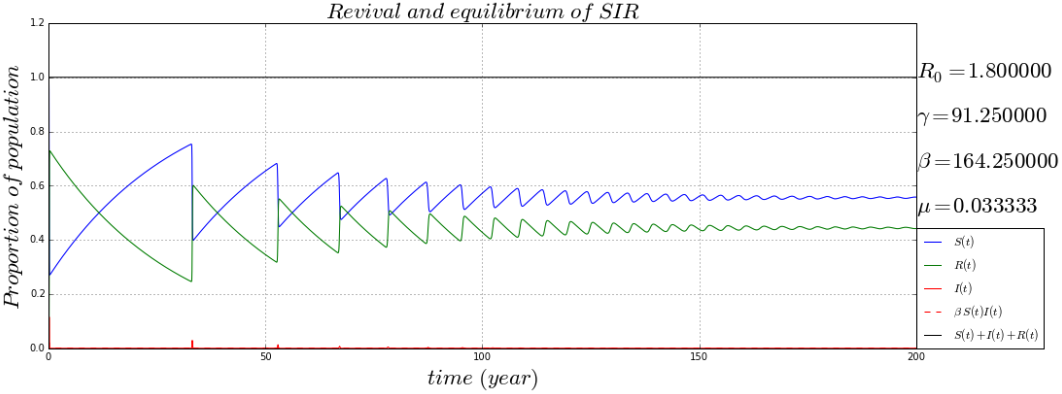 Revival and equilibrium of SIR
Proportion of population
1.2
1.0
0.8
0.6
0.4
0.2
0.0
0
50
100
150
200
time (year)
R₀ = 1.800000
γ = 91.250000
β = 164.250000
μ = 0.033333
S(t)
R(t)
I(t)
β S(t)I(t)
S(t) + I(t) + R(t)